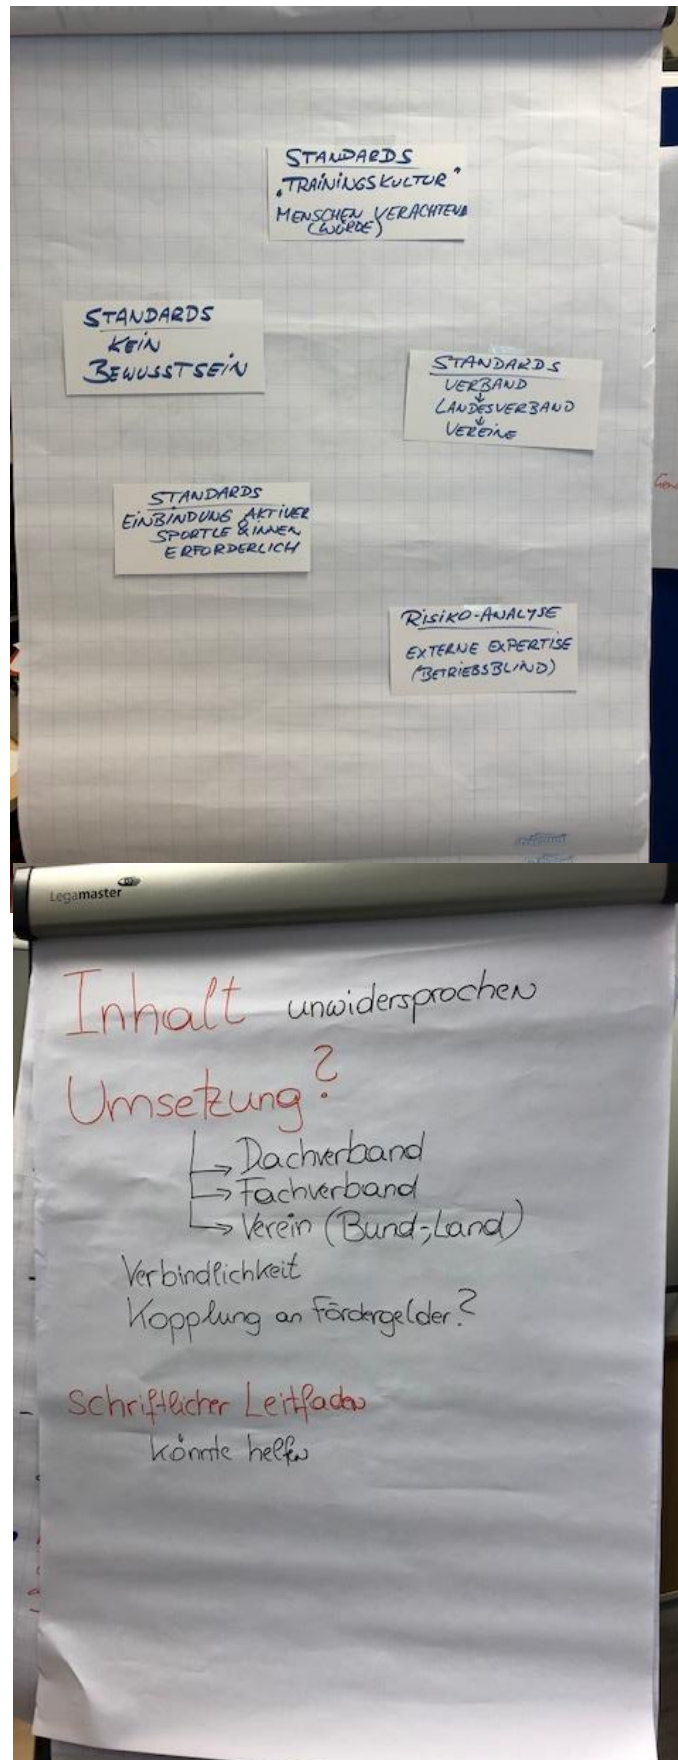 STANDARDS
„TRAININGSKULTUR"
MENSCHEN VERACHTEND
(WÜRDE)
STANDARDS
KEIN
BEWUSSTSEIN
STANDARDS
VERBAND
↓
LANDESVERBAND
↓
VEREINE
STANDARDS
EINBINDUNG AKTIVER
SPORTLER&INNEN
ERFORDERLICH
RISIKO-ANALYSE
EXTERNE EXPERTISE
(BETRIEBSBLIND)
Legamaster
Inhalt unwidersprochen
Umsetzung?
→ Dachverband
→ Fachverband
→ Verein (Bund-, Land)
Verbindlichkeit
Kopplung an Fördergelder?
Schriftlicher Leitfaden
könnte helfen